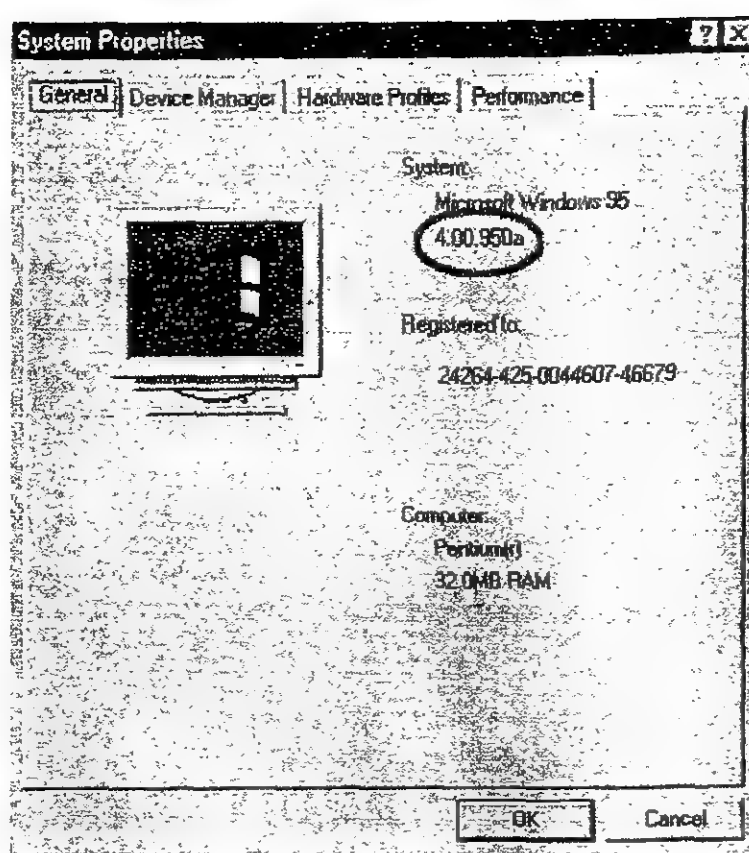 System Properties
General Device Manager Hardware Profiles Performance
System:
Microsoft Windows 95
4.00.950a
Registered to:
24264-425-0044607-46679
Computer:
Pentium(r)
32.0MB RAM
OK Cancel